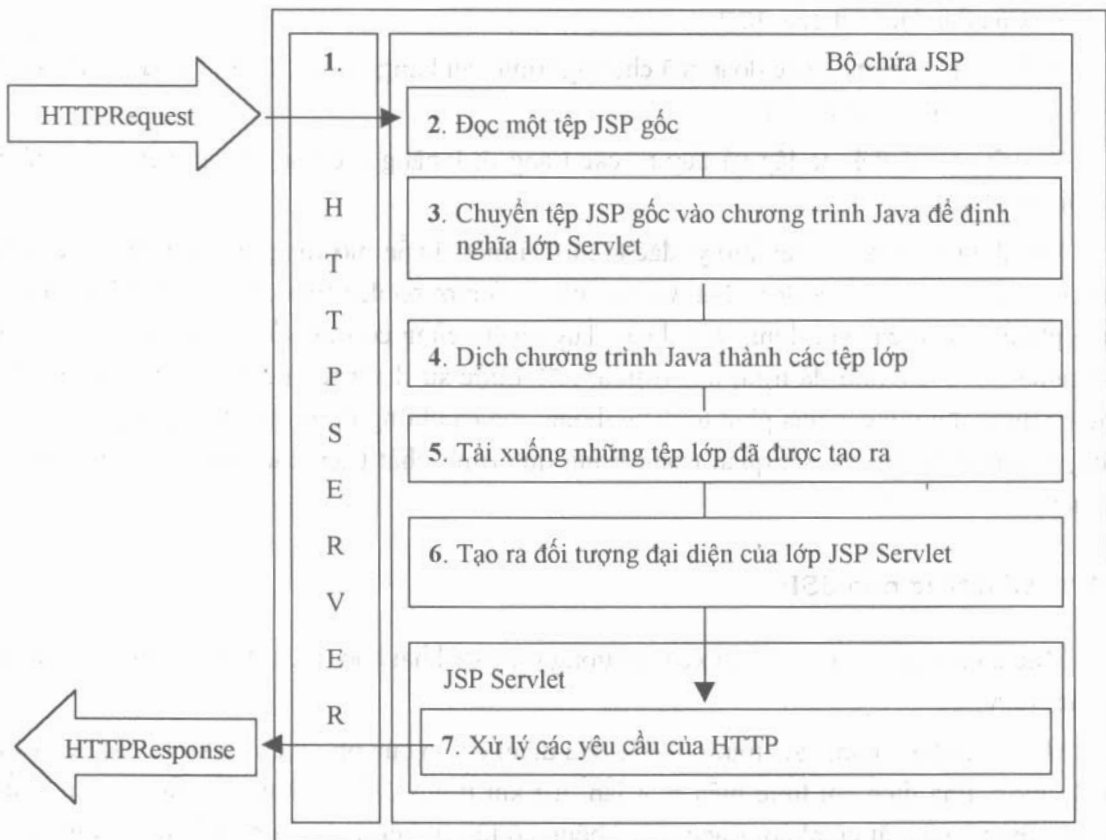 1.
Bộ chứa JSP
HTTPRequest
2. Đọc một tệp JSP gốc
3. Chuyển tệp JSP gốc vào chương trình Java để định
nghĩa lớp Servlet
4. Dịch chương trình Java thành các tệp lớp
5. Tải xuống những tệp lớp đã được tạo ra
6. Tạo ra đối tượng đại diện của lớp JSP Servlet
JSP Servlet
7. Xử lý các yêu cầu của HTTP
HTTPResponse
H
T
T
P
S
E
R
V
E
R